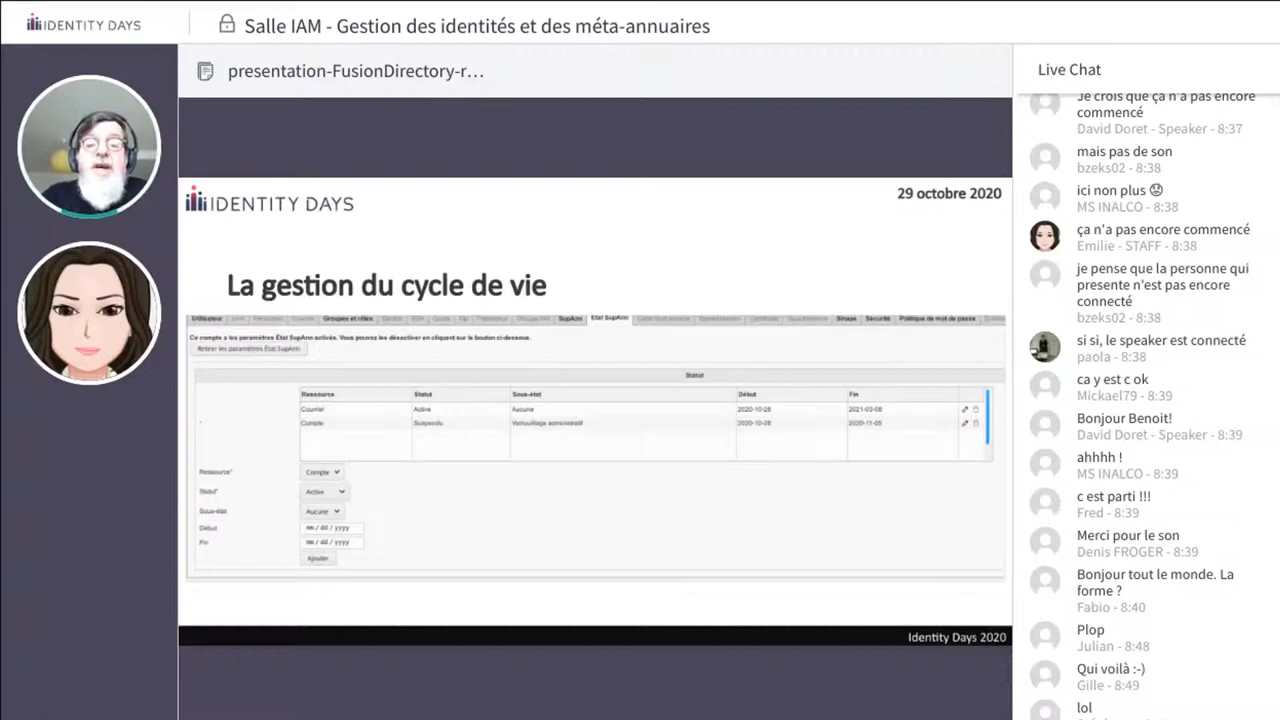 IDENTITY DAYS
Salle IAM - Gestion des identités et des méta-annuaires
presentation-FusionDirectory-r…
IDENTITY DAYS
29 octobre 2020
La gestion du cycle de vie
Utilisateur
Groupes et rôles
SupAnn
Etat SupAnn
Sinaps
Sécurité
Politique de mot de passe
Ce compte a les paramètres État SupAnn activés. Vous pouvez les désactiver en cliquant sur le bouton ci-dessous.
Retirer les paramètres État SupAnn
Statut
Ressource Statut Sous-état Début Fin
Courriel Active Aucune 2020-10-28 2021-03-06
Compte Suspendu Verrouillage administratif 2020-10-28 2020-11-05
Ressource* Compte
Statut* Active
Sous-état Aucune
Début mm / dd / yyyy
Fin mm / dd / yyyy
Ajouter
Identity Days 2020
Live Chat
Je crois que ça n'a pas encore
commencé
David Doret - Speaker - 8:37
mais pas de son
bzeks02 - 8:38
ici non plus 😟
MS INALCO - 8:38
ça n'a pas encore commencé
Emilie - STAFF - 8:38
je pense que la personne qui
presente n'est pas encore
connecté
bzeks02 - 8:38
si si, le speaker est connecté
paola - 8:38
ca y est c ok
Mickael79 - 8:39
Bonjour Benoit!
David Doret - Speaker - 8:39
ahhhh !
MS INALCO - 8:39
c est parti !!!
Fred - 8:39
Merci pour le son
Denis FROGER - 8:39
Bonjour tout le monde. La
forme ?
Fabio - 8:40
Plop
Julian - 8:48
Qui voilà :-)
Gille - 8:49
lol